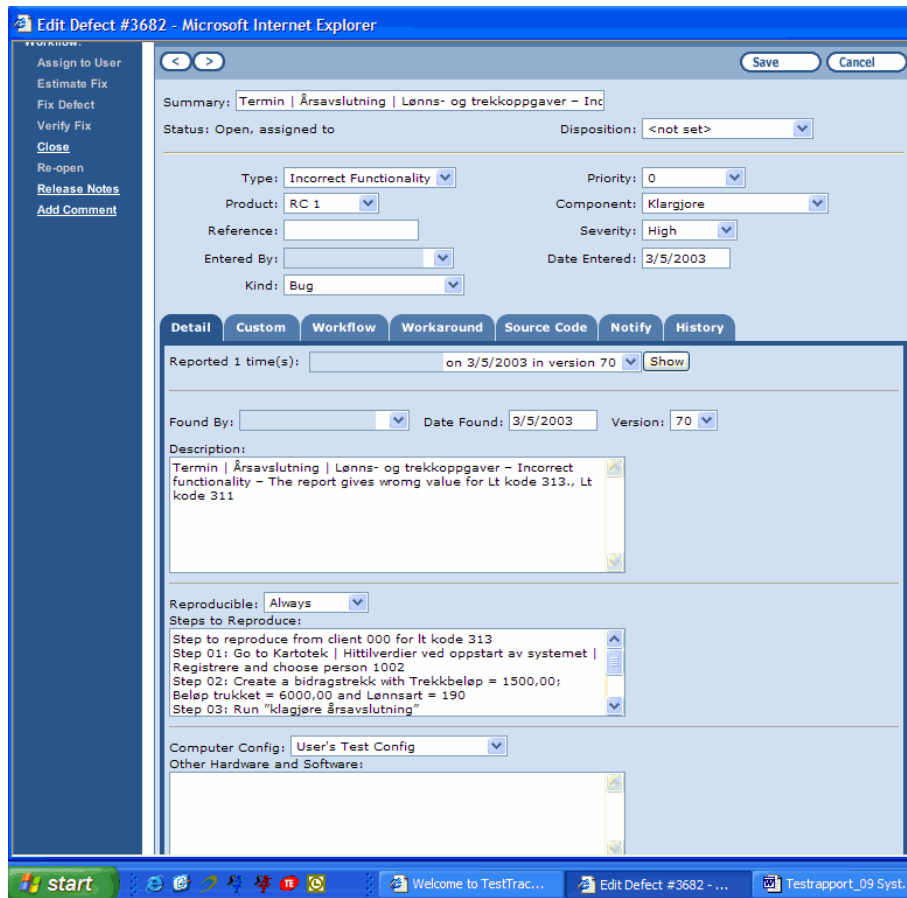 Edit Defect #3682 - Microsoft Internet Explorer
Workflow:
Assign to User
Estimate Fix
Fix Defect
Verify Fix
Close
Re-open
Release Notes
Add Comment
< >
Save Cancel
Summary: Termin | Årsavslutning | Lønns- og trekkoppgaver – Inc
Status: Open, assigned to Disposition: <not set>
Type: Incorrect Functionality Priority: 0
Product: RC 1 Component: Klargjore
Reference: Severity: High
Entered By: Date Entered: 3/5/2003
Kind: Bug
Detail Custom Workflow Workaround Source Code Notify History
Reported 1 time(s): on 3/5/2003 in version 70 Show
Found By: Date Found: 3/5/2003 Version: 70
Description:
Termin | Årsavslutning | Lønns- og trekkoppgaver – Incorrect
functionality – The report gives wromg value for Lt kode 313., Lt
kode 311
Reproducible: Always
Steps to Reproduce:
Step to reproduce from client 000 for lt kode 313
Step 01: Go to Kartotek | Hittilverdier ved oppstart av systemet |
Registrere and choose person 1002
Step 02: Create a bidragstrekk with Trekkbeløp = 1500,00;
Beløp trukket = 6000,00 and Lønnsart = 190
Step 03: Run "klagjøre årsavslutning"
Computer Config: User's Test Config
Other Hardware and Software:
start Welcome to TestTrac... Edit Defect #3682 - ... Testrapport_09 Syst.